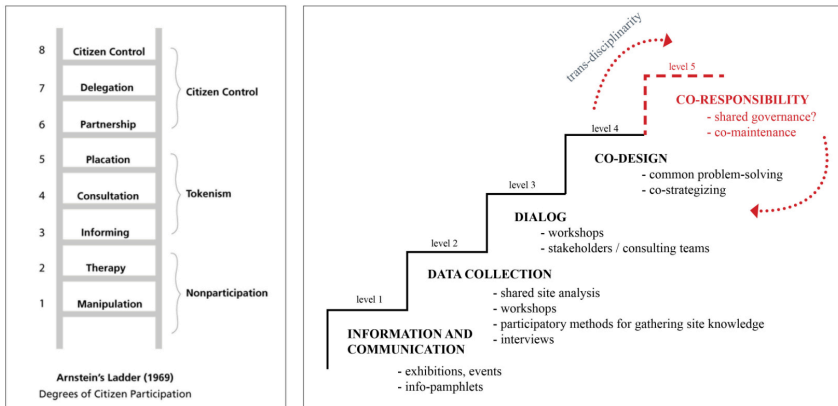 8 Citizen Control
7 Delegation
Citizen Control
6 Partnership
5 Placation
4 Consultation
Tokenism
3 Informing
2 Therapy
Nonparticipation
1 Manipulation
Arnstein's Ladder (1969)
Degrees of Citizen Participation
trans-disciplinarity
level 5
CO-RESPONSIBILITY
- shared governance?
- co-maintenance
level 4
CO-DESIGN
- common problem-solving
- co-strategizing
level 3
DIALOG
- workshops
- stakeholders / consulting teams
level 2
DATA COLLECTION
- shared site analysis
- workshops
- participatory methods for gathering site knowledge
- interviews
level 1
INFORMATION AND
COMMUNICATION
- exhibitions, events
- info-pamphlets